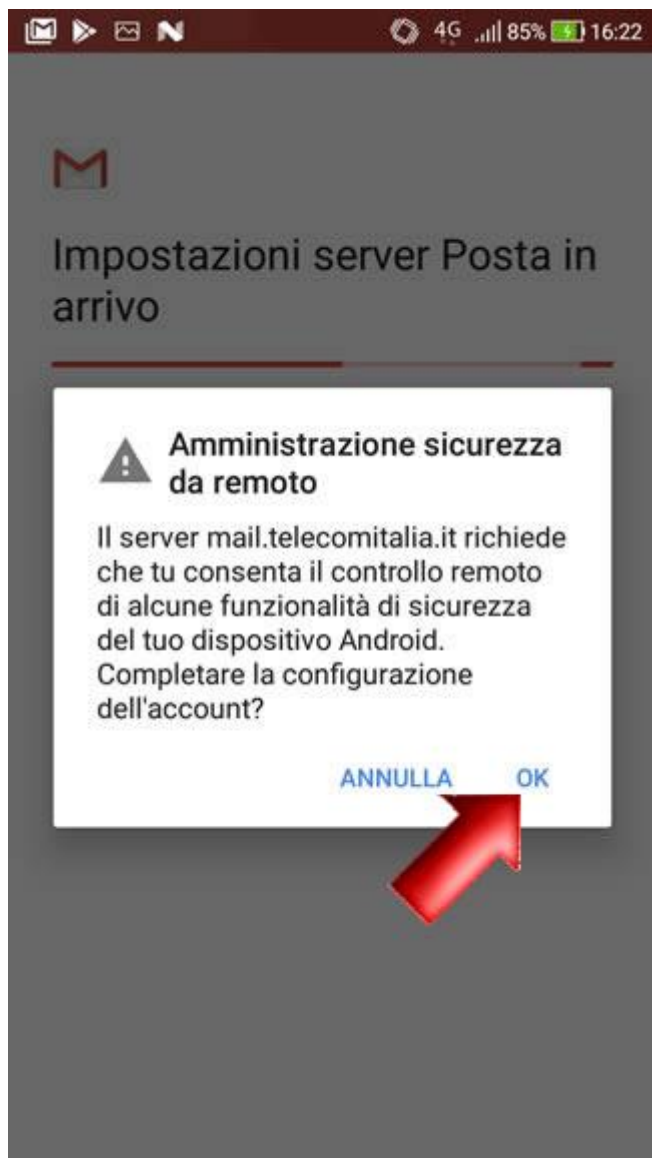 4G 85% 16:22
Impostazioni server Posta in
arrivo
Amministrazione sicurezza
da remoto
Il server mail.telecomitalia.it richiede
che tu consenta il controllo remoto
di alcune funzionalità di sicurezza
del tuo dispositivo Android.
Completare la configurazione
dell'account?
ANNULLA OK